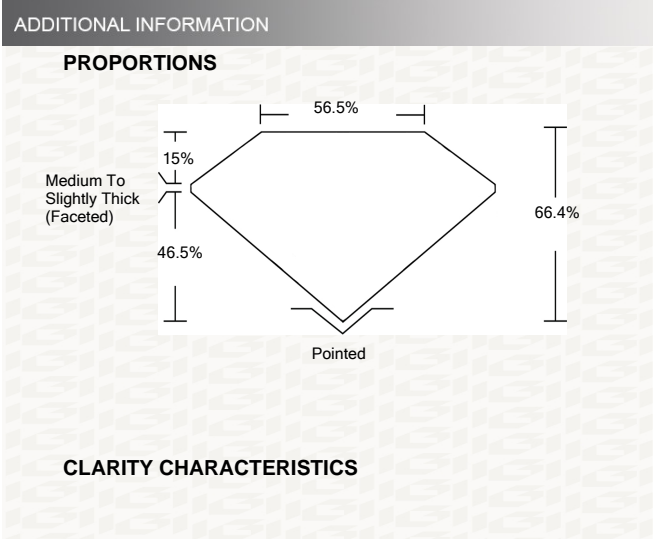 ADDITIONAL INFORMATION
PROPORTIONS
56.5%
15%
Medium To
Slightly Thick
(Faceted)
66.4%
46.5%
Pointed
CLARITY CHARACTERISTICS